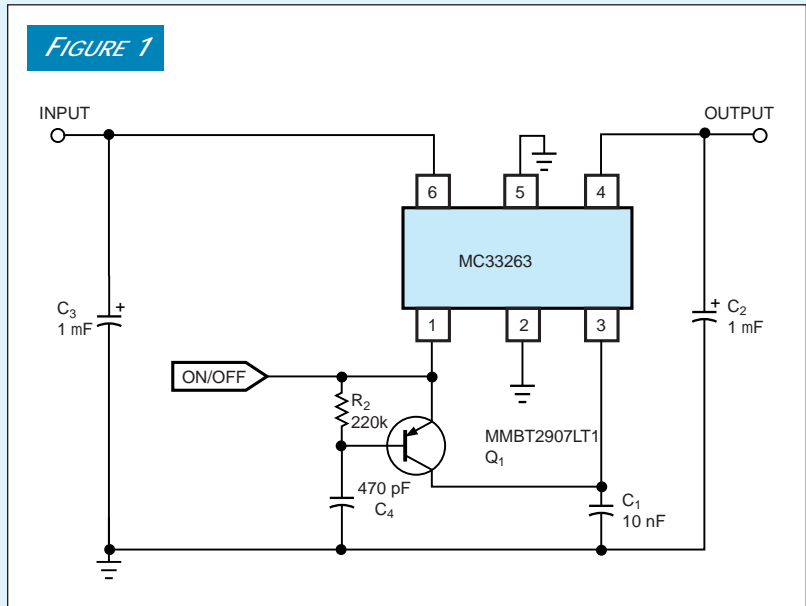 FIGURE 1
INPUT
OUTPUT
6
5
4
MC33263
C3
1 mF
+
+
C2
1 mF
1
2
3
ON/OFF
R2
220k
MMBT2907LT1
Q1
470 pF
C4
C1
10 nF